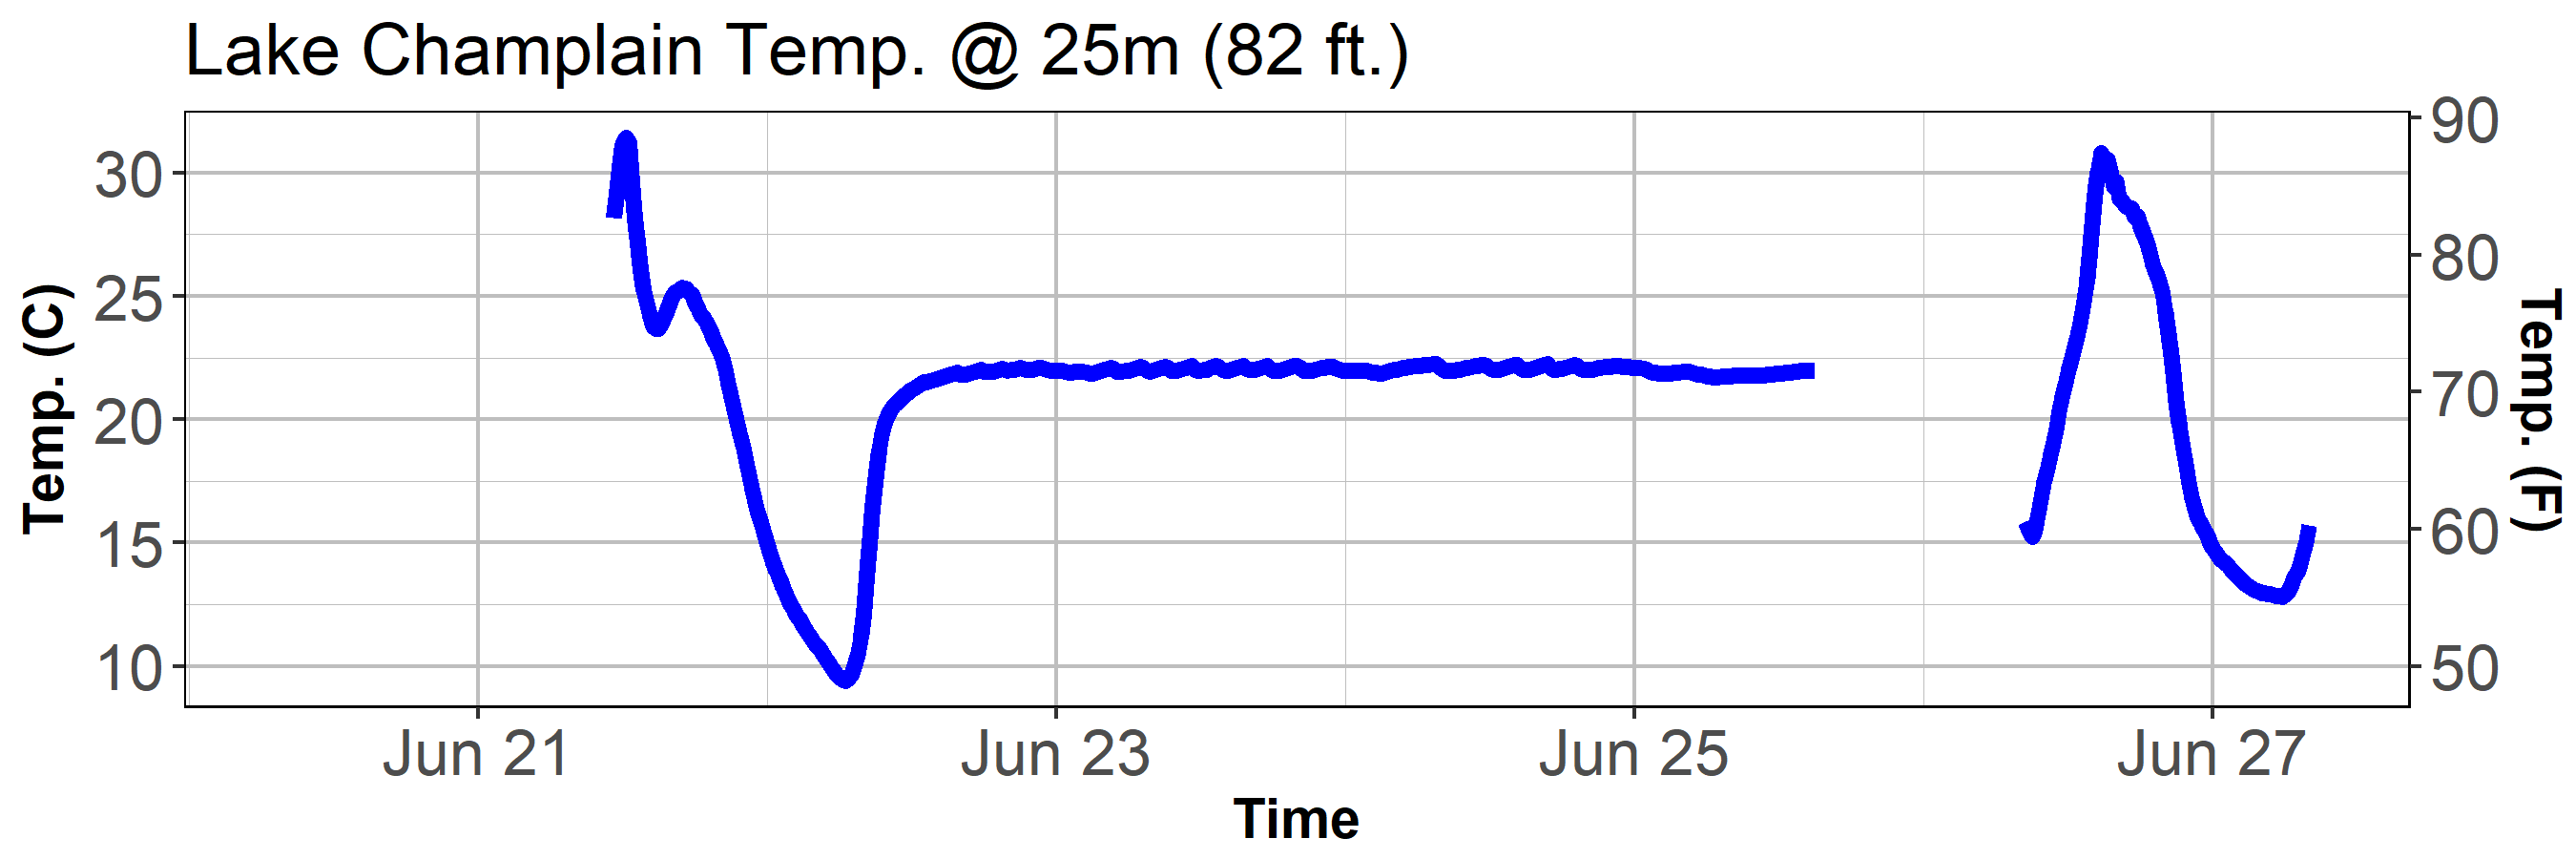 Lake Champlain Temp. @ 25m (82 ft.)
90
30
80
25
Temp. (C)
Temp. (F)
70
20
15
60
10
50
Jun 21
Jun 23
Jun 25
Jun 27
Time